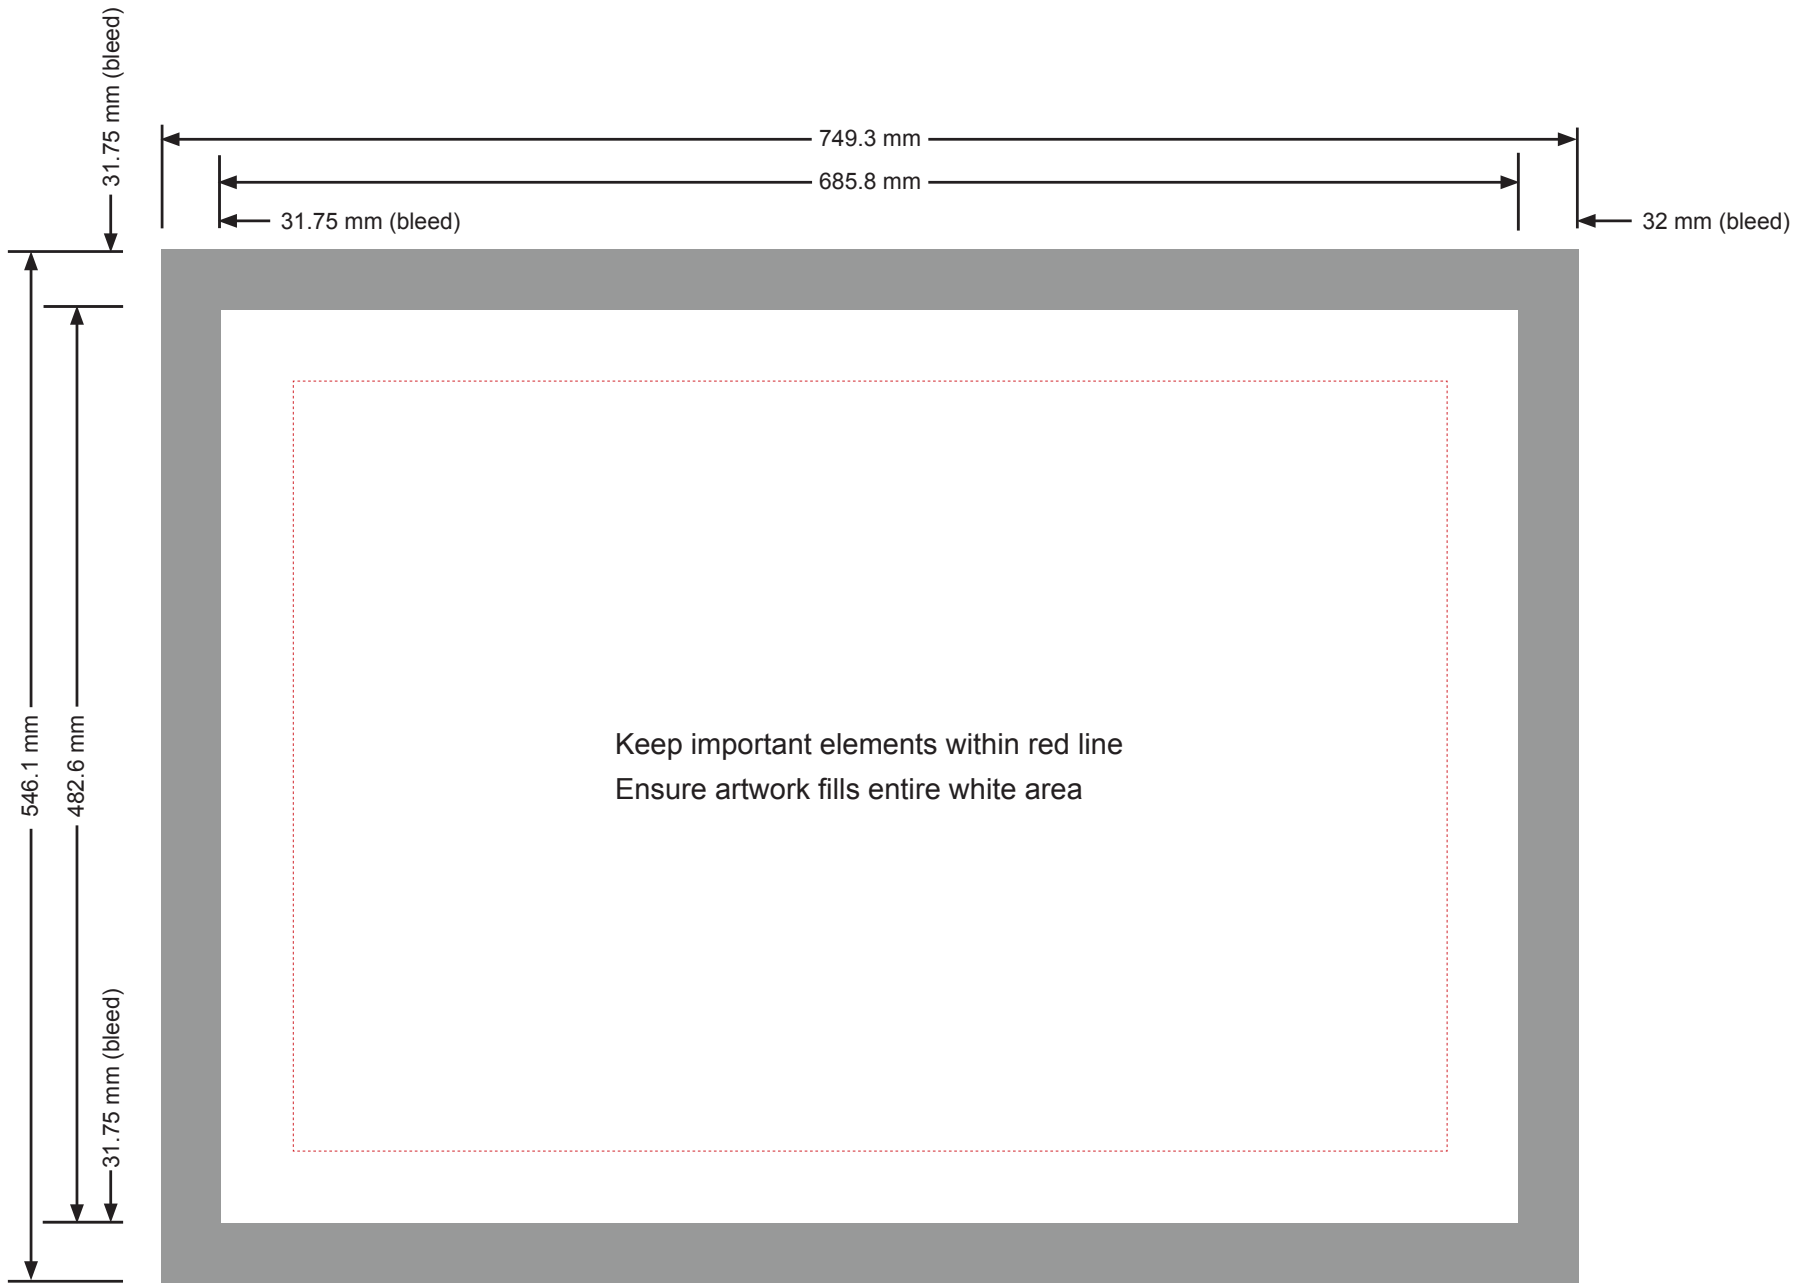 31.75 mm (bleed)
749.3 mm
685.8 mm
31.75 mm (bleed)
32 mm (bleed)
546.1 mm
482.6 mm
Keep important elements within red line
Ensure artwork fills entire white area
31.75 mm (bleed)